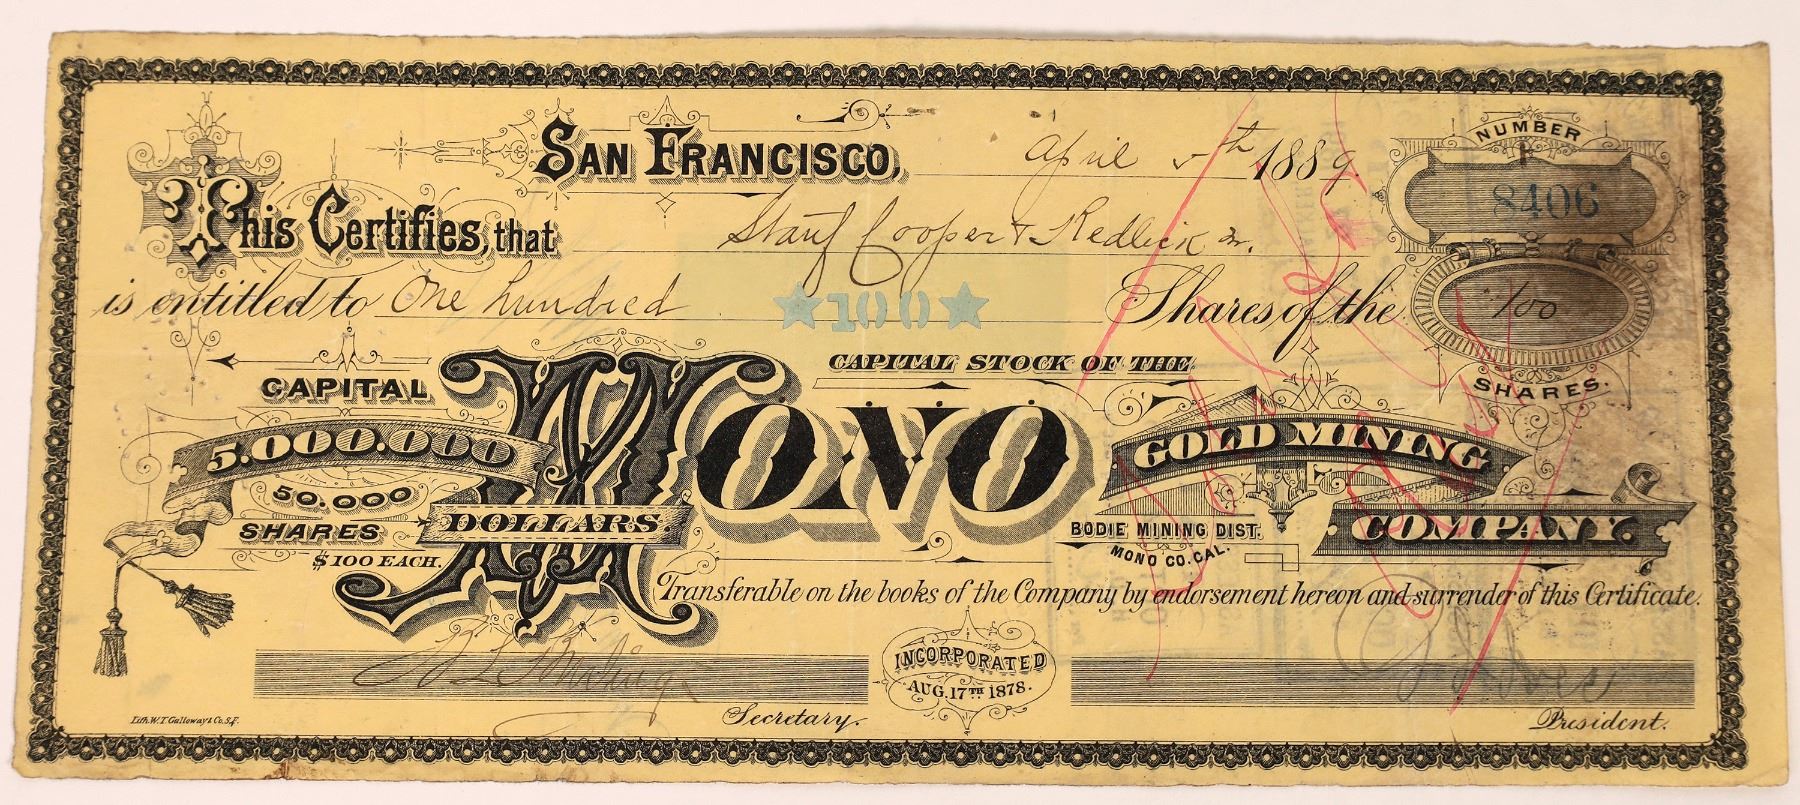 SAN FRANCISCO, April 5th 1889.
NUMBER
8406
This Certifies, that Stauf Cooper & Redlick
is entitled to One hundred ★100★ Shares of the
100
SHARES.
CAPITAL STOCK OF THE
CAPITAL
5.000.000
DOLLARS.
50.000
SHARES
$100 EACH.
MONO
GOLD MINING
COMPANY.
BODIE MINING DIST.
MONO CO. CAL.
Transferable on the books of the Company by endorsement hereon and surrender of this Certificate.
INCORPORATED
AUG. 17TH 1878.
Secretary.
President.
Lith. W. T. Galloway & Co. S.F.